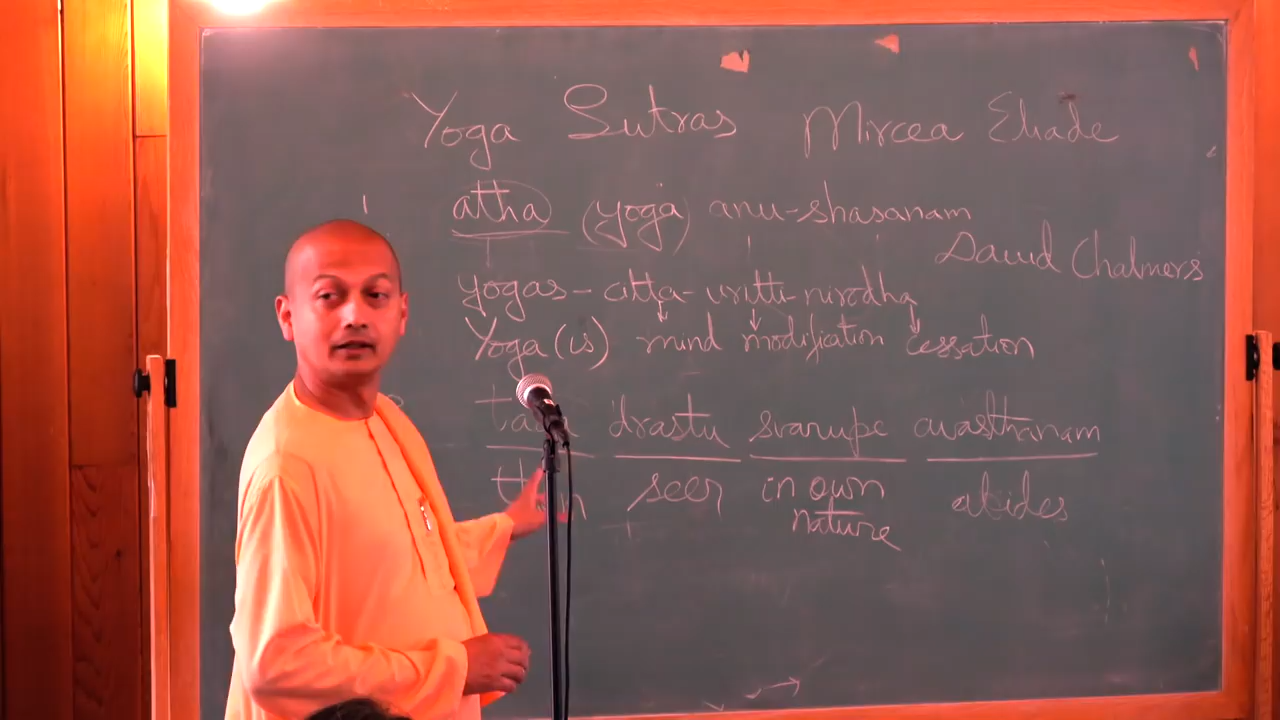 Yoga Sutras Mircea Eliade
1 atha (yoga) anu-shasanam
David Chalmers
yogas - citta - vritti - nirodha
Yoga (is) mind modification cessation
drastu svarupe avasthanam
seer in own abides
nature